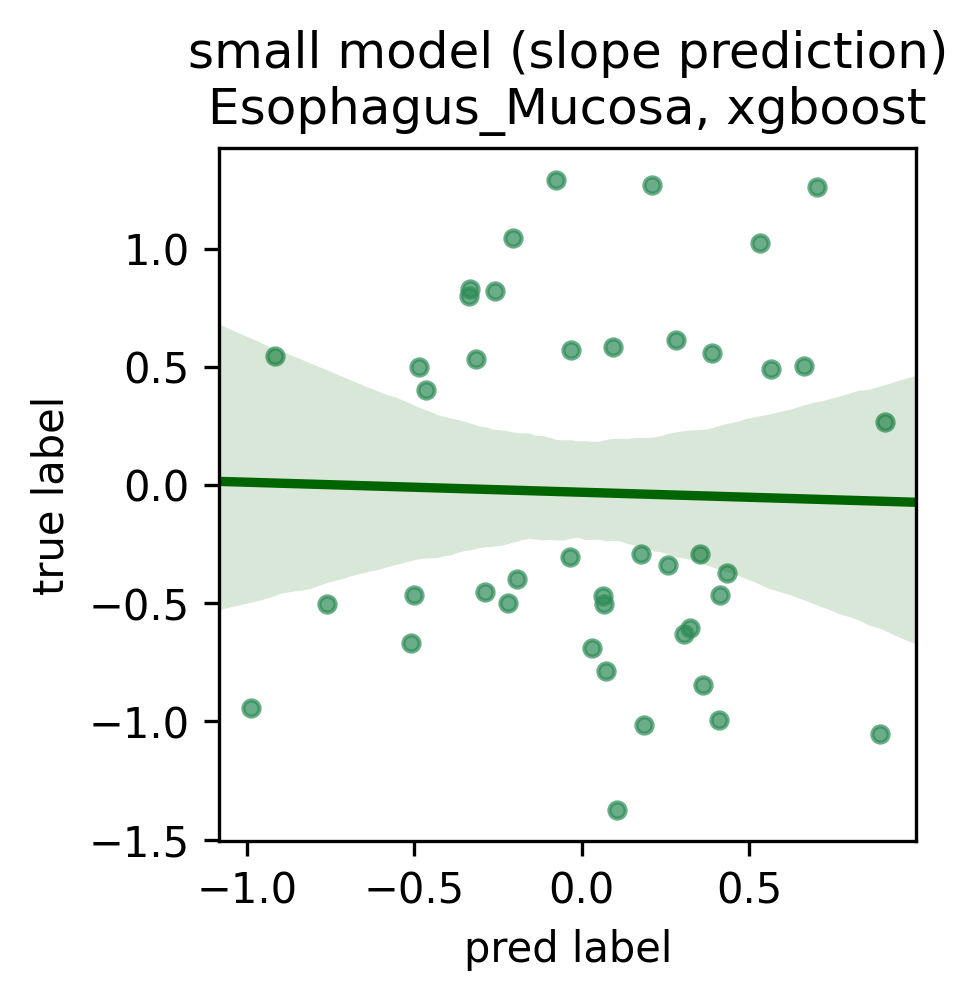 small model (slope prediction)
Esophagus_Mucosa, xgboost
1.0
0.5
0.0
−0.5
−1.0
−1.5
true label
−1.0 −0.5 0.0 0.5
pred label